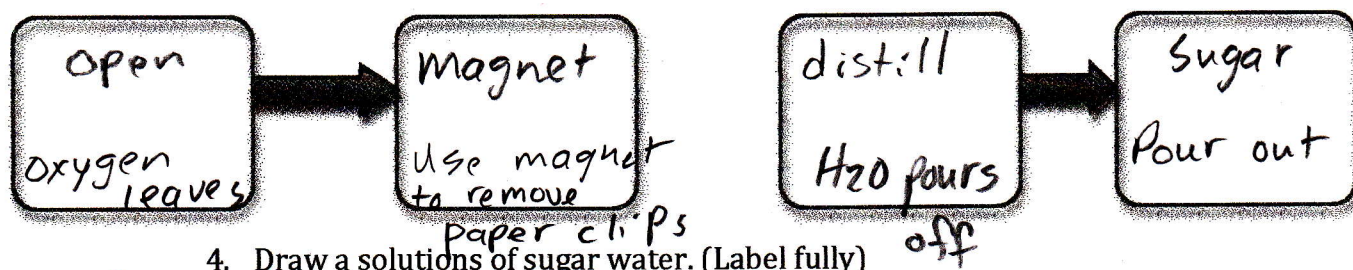 open
oxygen
leaves
magnet
Use magnet
to remove
paper clips
distill
H2O pours
off
Sugar
Pour out
4. Draw a solutions of sugar water. (Label fully)